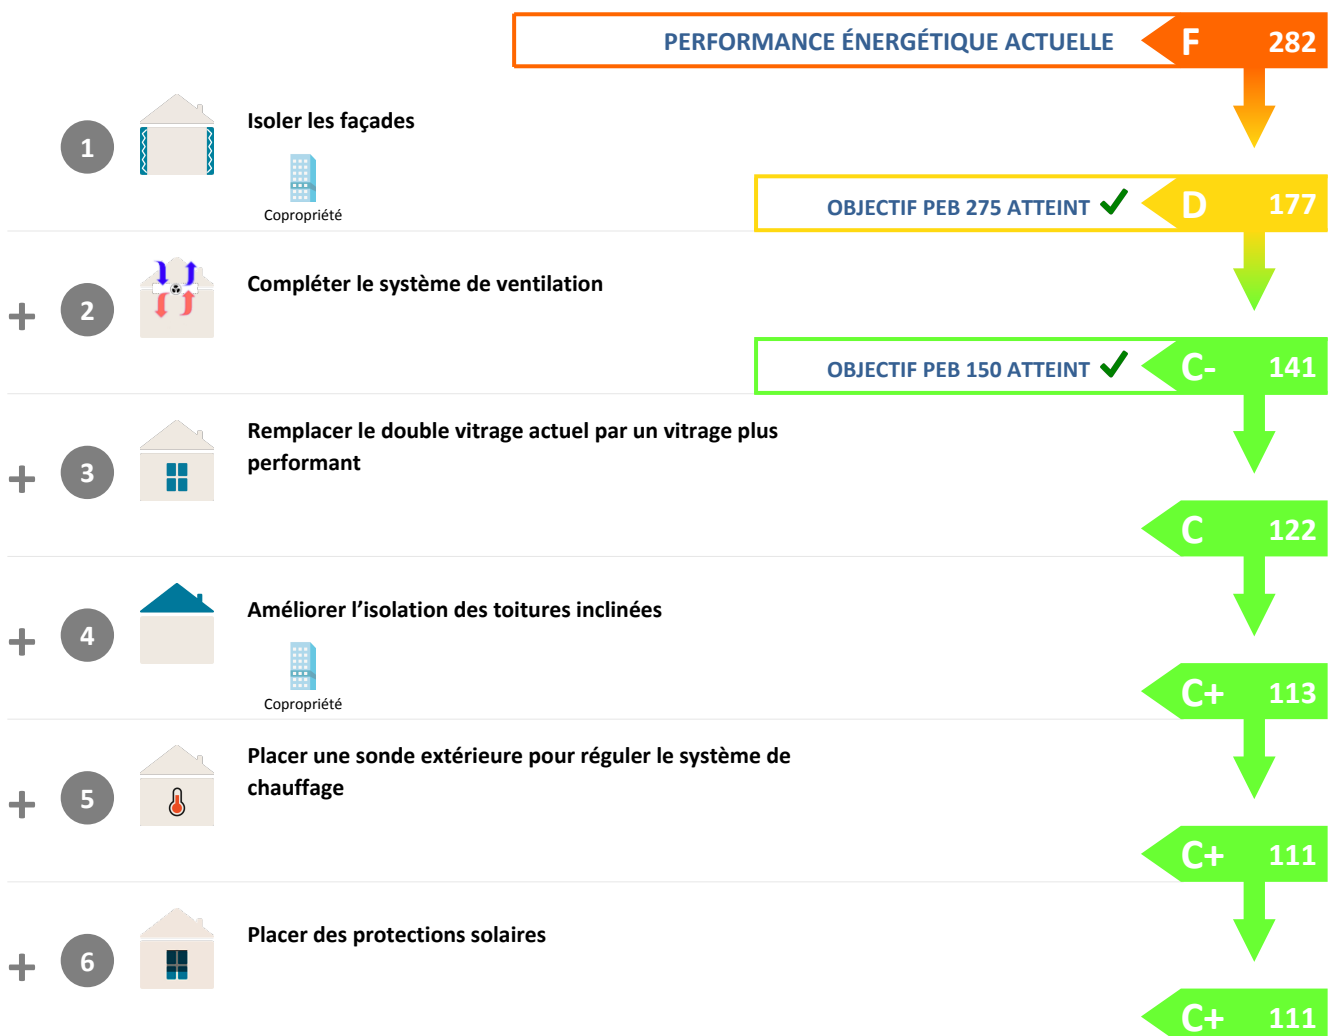 PERFORMANCE ÉNERGÉTIQUE ACTUELLE F 282
1 Isoler les façades
Copropriété
OBJECTIF PEB 275 ATTEINT D 177
+ 2 Compléter le système de ventilation
OBJECTIF PEB 150 ATTEINT C- 141
+ 3 Remplacer le double vitrage actuel par un vitrage plus
performant
C 122
+ 4 Améliorer l’isolation des toitures inclinées
Copropriété
C+ 113
+ 5 Placer une sonde extérieure pour réguler le système de
chauffage
C+ 111
+ 6 Placer des protections solaires
C+ 111